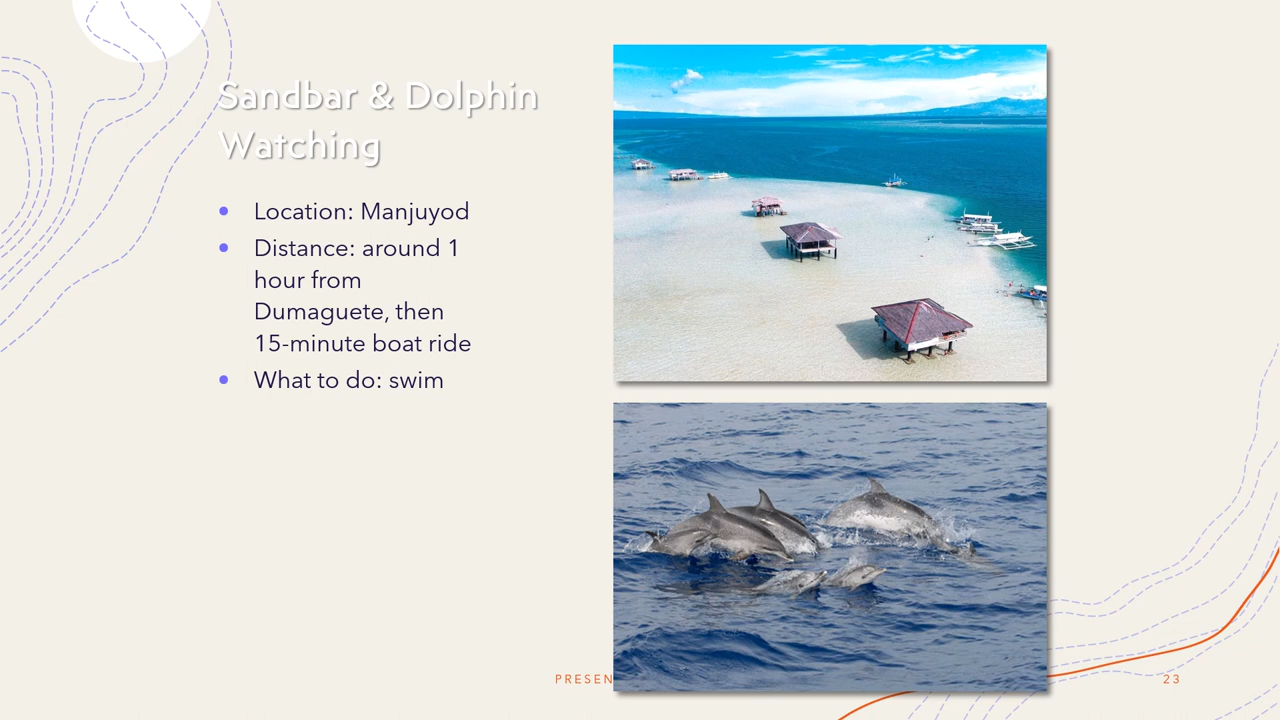 Sandbar & Dolphin
Watching
• Location: Manjuyod
• Distance: around 1
hour from
Dumaguete, then
15-minute boat ride
• What to do: swim
PRESEN
23